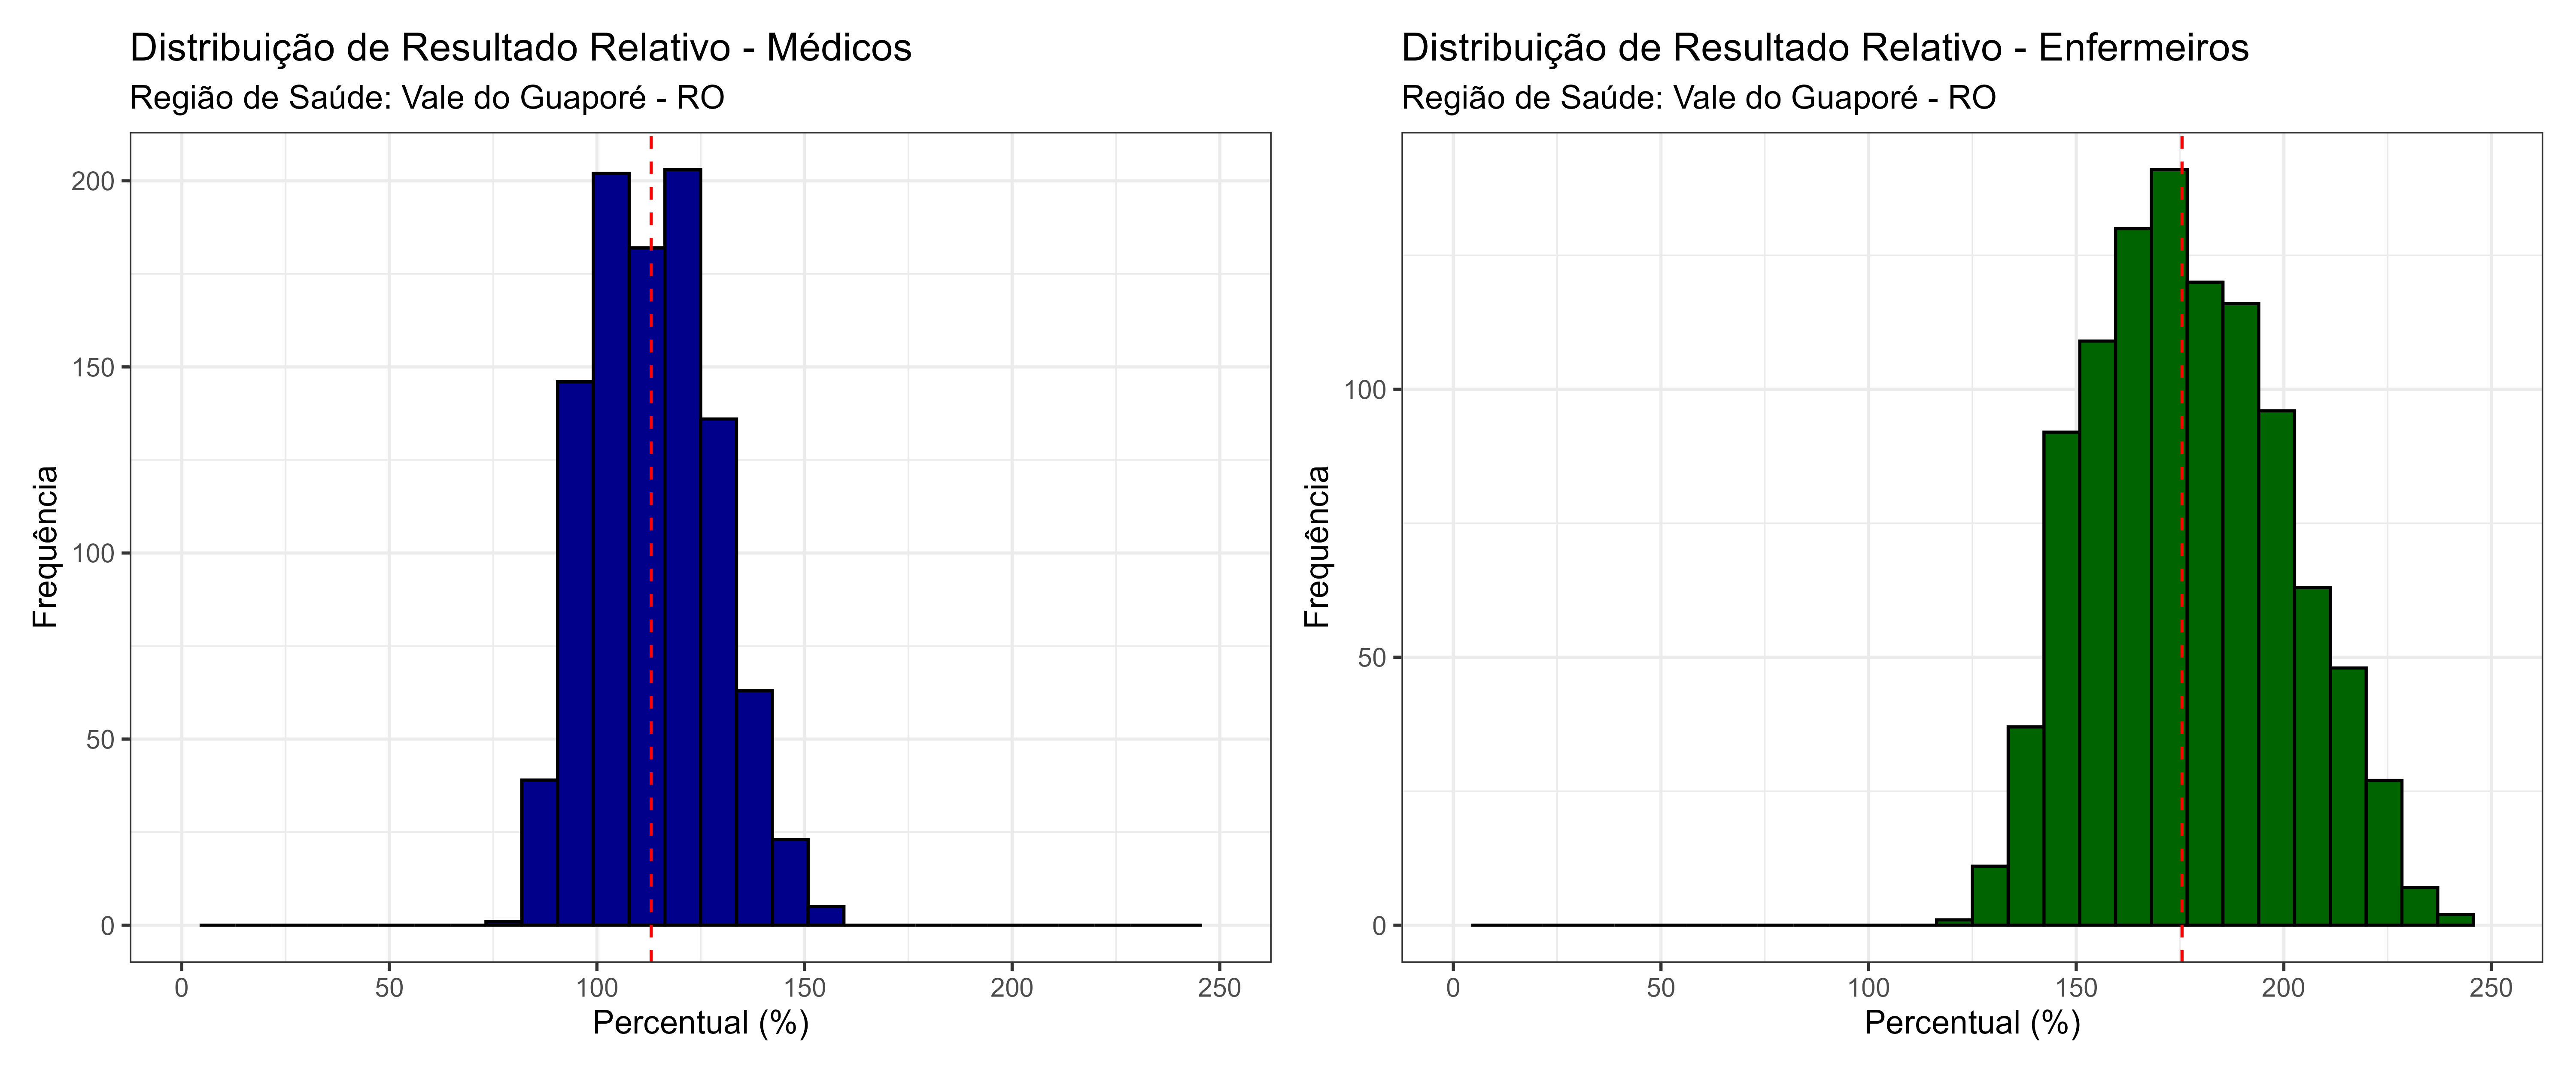 Distribuição de Resultado Relativo - Médicos
Região de Saúde: Vale do Guaporé - RO
200
150
100
50
0
Frequência
0 50 100 150 200 250
Percentual (%)
Distribuição de Resultado Relativo - Enfermeiros
Região de Saúde: Vale do Guaporé - RO
100
50
0
Frequência
0 50 100 150 200 250
Percentual (%)